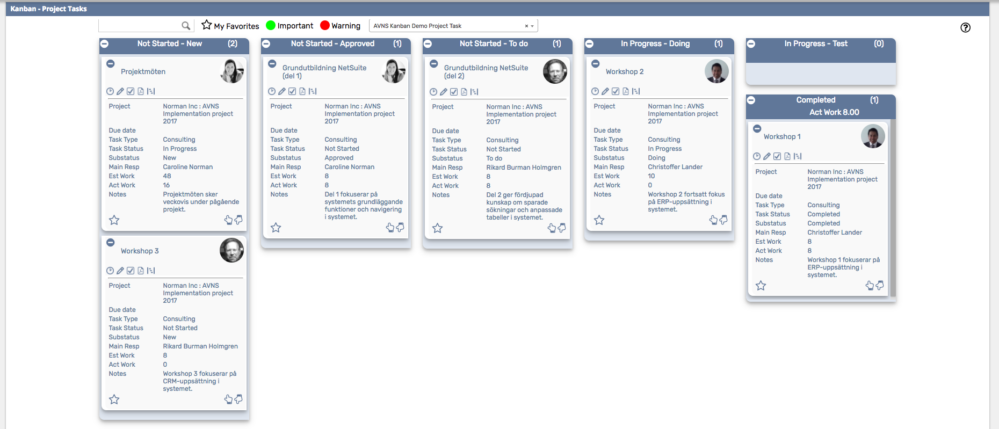 Kanban - Project Tasks
My Favorites
Important
Warning
AVNS Kanban Demo Project Task
×
?
Not Started - New (2)
Projektmöten
Project Norman Inc : AVNS
Implementation project
2017
Due date
Task Type Consulting
Task Status In Progress
Substatus New
Main Resp Caroline Norman
Est Work 48
Act Work 16
Notes Projektmöten sker
veckovis under pågående
projekt.
Workshop 3
Project Norman Inc : AVNS
Implementation project
2017
Due date
Task Type Consulting
Task Status Not Started
Substatus New
Main Resp Rikard Burman Holmgren
Est Work 8
Act Work 0
Notes Workshop 3 fokuserar på
CRM-uppsättning i
systemet.
Not Started - Approved (1)
Grundutbildning NetSuite
(del 1)
Project Norman Inc : AVNS
Implementation project
2017
Due date
Task Type Consulting
Task Status Not Started
Substatus Approved
Main Resp Caroline Norman
Est Work 8
Act Work 8
Notes Del 1 fokuserar på
systemets grundläggande
funktioner och navigering
i systemet.
Not Started - To do (1)
Grundutbildning NetSuite
(del 2)
Project Norman Inc : AVNS
Implementation project
2017
Due date
Task Type Consulting
Task Status Not Started
Substatus To do
Main Resp Rikard Burman Holmgren
Est Work 8
Act Work 8
Notes Del 2 ger fördjupad
kunskap om sparade
sökningar och anpassade
tabeller i systemet.
In Progress - Doing (1)
Workshop 2
Project Norman Inc : AVNS
Implementation project
2017
Due date
Task Type Consulting
Task Status In Progress
Substatus Doing
Main Resp Christoffer Lander
Est Work 10
Act Work 0
Notes Workshop 2 fortsatt fokus
på ERP-uppsättning i
systemet.
In Progress - Test (0)
Completed (1)
Act Work 8.00
Workshop 1
Project Norman Inc : AVNS
Implementation project
2017
Due date
Task Type Consulting
Task Status Completed
Substatus Completed
Main Resp Christoffer Lander
Est Work 8
Act Work 8
Notes Workshop 1 fokuserar på
ERP-uppsättning i
systemet.